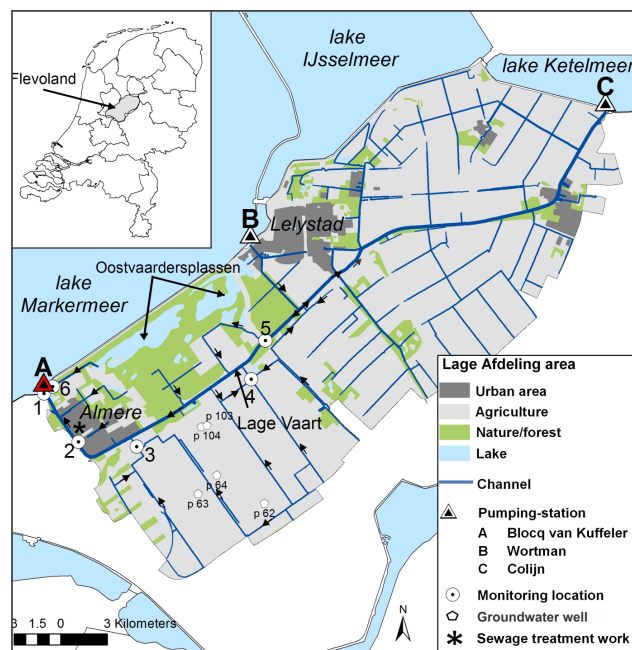 Flevoland
lake
IJsselmeer
lake Ketelmeer
C
B
Lelystad
Oostvaardersplassen
lake
Markermeer
A
6
1
Almere
2
3
5
4
p 103
p 104
Lage Vaart
p 64
p 63
p 62
Lage Afdeling area
Urban area
Agriculture
Nature/forest
Lake
Channel
Pumping-station
A Blocq van Kuffeler
B Wortman
C Colijn
Monitoring location
Groundwater well
Sewage treatment work
N
3 1.5 0 3 Kilometers